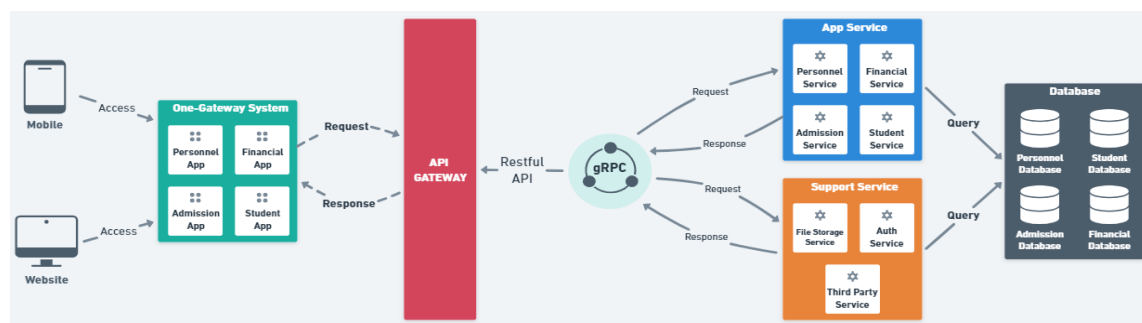 Mobile
Website
Access
Access
One-Gateway System
Personnel
App
Financial
App
Admission
App
Student
App
Request
Response
API
GATEWAY
Restful
API
gRPC
Request
Response
Request
Response
App Service
Personnel
Service
Financial
Service
Admission
Service
Student
Service
Support Service
File Storage
Service
Auth
Service
Third Party
Service
Query
Query
Database
Personnel
Database
Student
Database
Admission
Database
Financial
Database